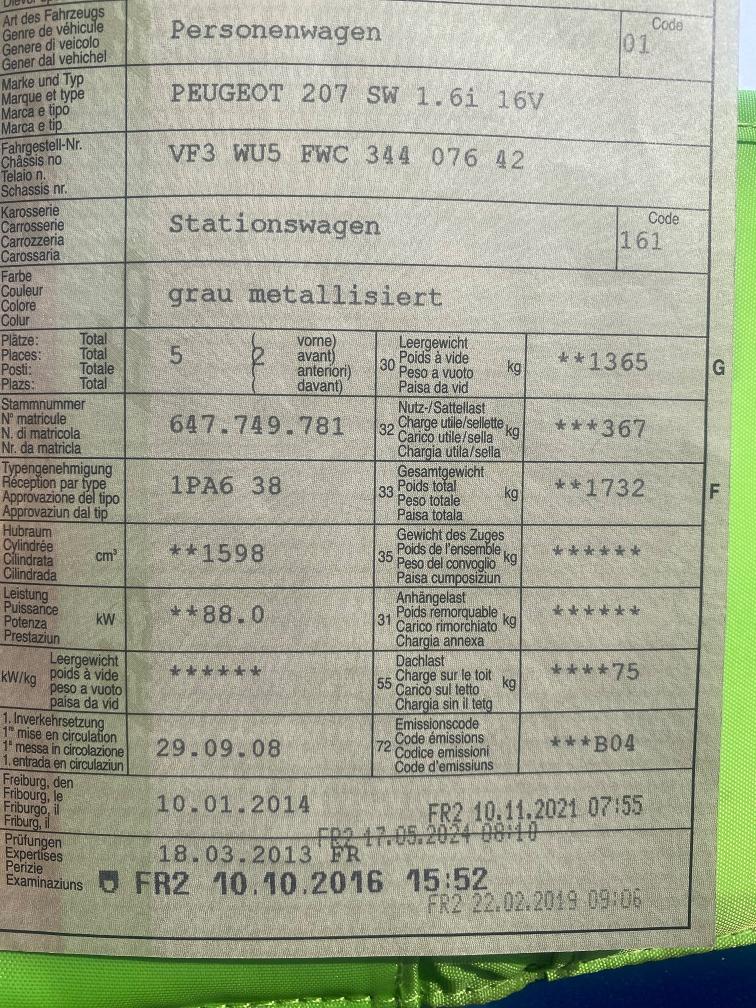 Art des Fahrzeugs
Genre de véhicule
Genere di veicolo
Gener dal vehichel
Personenwagen
Code
01
Marke und Typ
Marque et type
Marca e tipo
Marca e tip
PEUGEOT 207 SW 1.6i 16V
Fahrgestell-Nr.
Châssis no
Telaio n.
Schassis nr.
VF3 WU5 FWC 344 076 42
Karosserie
Carrosserie
Carrozzeria
Carossaria
Stationswagen
Code
161
Farbe
Couleur
Colore
Colur
grau metallisiert
Plätze: Total
Places: Total
Posti: Totale
Plazs: Total
5
2
vorne)
avant)
anteriori)
davant)
30 Leergewicht
Poids à vide
Peso a vuoto
Paisa da vid
kg
**1365
G
Stammnummer
N° matricule
N. di matricola
Nr. da matricla
647.749.781
32 Nutz-/Sattellast
Charge utile/sellette
Carico utile/sella
Chargia utila/sella
kg
***367
Typengenehmigung
Réception par type
Approvazione del tipo
Approvaziun dal tip
1PA6 38
33 Gesamtgewicht
Poids total
Peso totale
Paisa totala
kg
**1732
F
Hubraum
Cylindrée
Cilindrata
Cilindrada
cm³
**1598
35 Gewicht des Zuges
Poids de l'ensemble
Peso del convoglio
Paisa cumposiziun
kg
******
Leistung
Puissance
Potenza
Prestaziun
kW
**88.0
31 Anhängelast
Poids remorquable
Carico rimorchiato
Chargia annexa
kg
******
kW/kg
Leergewicht
poids à vide
peso a vuoto
paisa da vid
******
55 Dachlast
Charge sur le toit
Carico sul tetto
Chargia sin il tetg
kg
****75
1. Inverkehrsetzung
1re mise en circulation
1a messa in circolazione
1. entrada en circulaziun
29.09.08
72 Emissionscode
Code émissions
Codice emissioni
Code d'emissiuns
***B04
Freiburg, den
Fribourg, le
Friburgo, il
Friburg, il
10.01.2014
FR2 10.11.2021 07:55
FR2 17.05.2024 08:10
Prüfungen
Expertises
Perizie
Examinaziuns
18.03.2013 FR
FR2 10.10.2016 15:52
FR2 22.02.2019 09:06